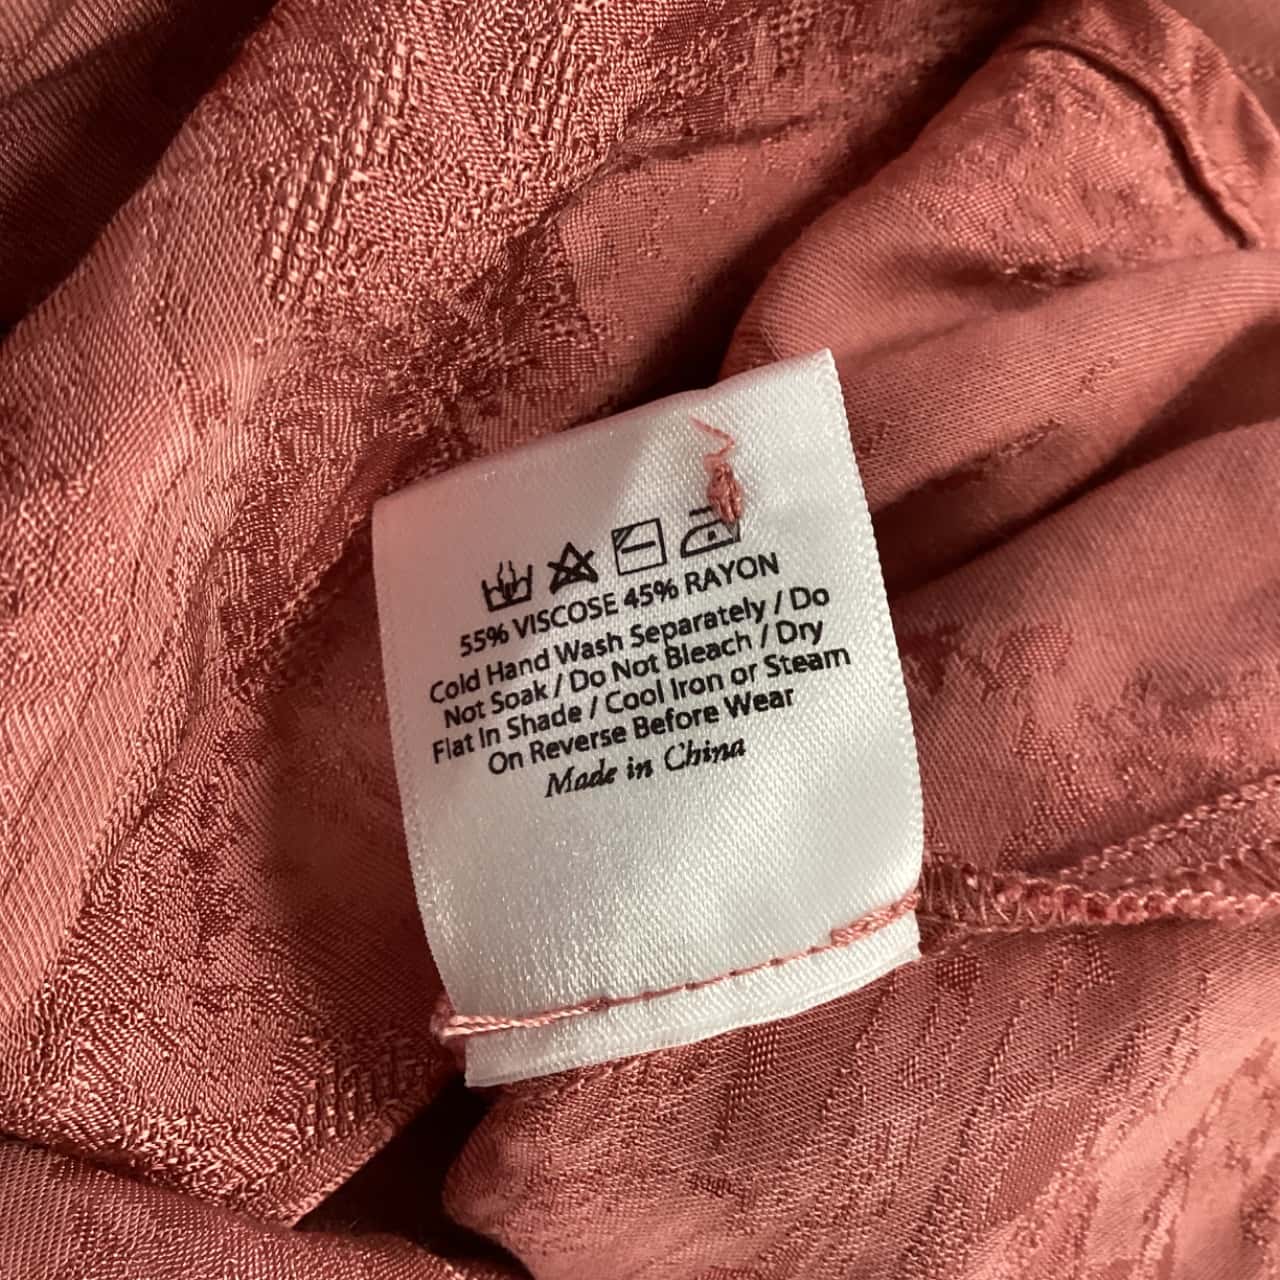 55% VISCOSE 45% RAYON
Cold Hand Wash Separately / Do
Not Soak / Do Not Bleach / Dry
Flat In Shade / Cool Iron or Steam
On Reverse Before Wear
Made in China